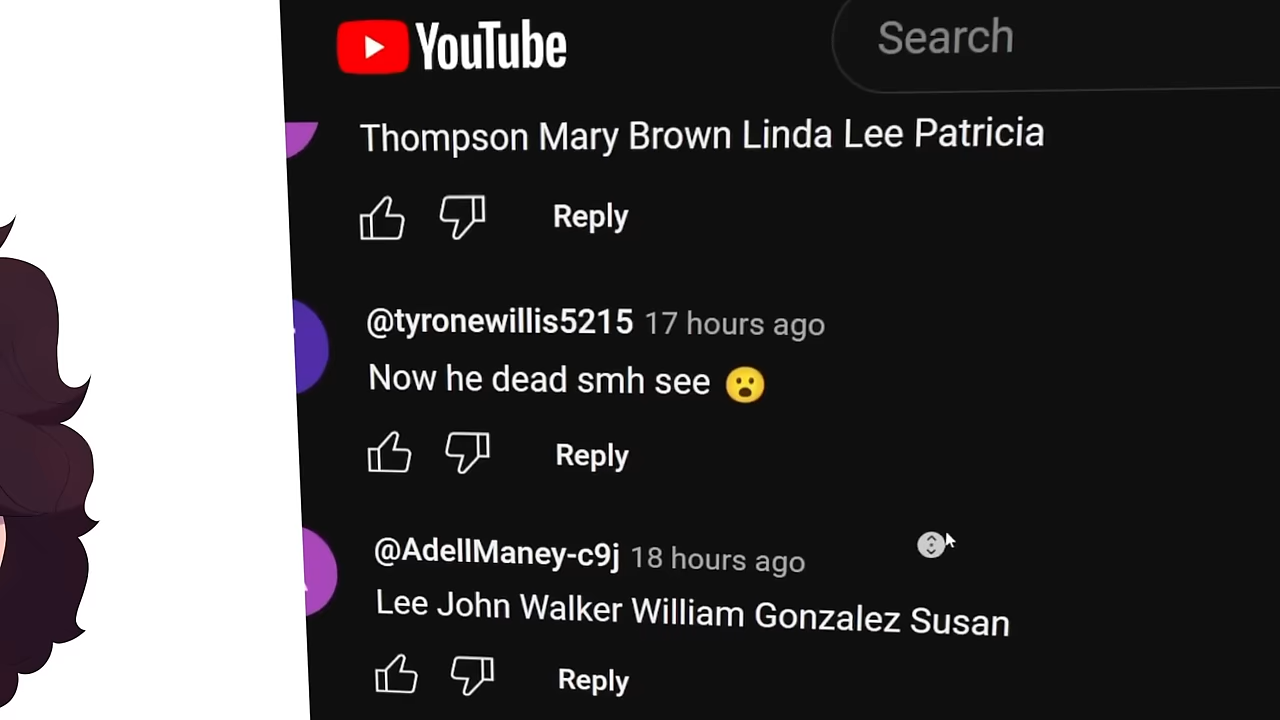 YouTube
Search
Thompson Mary Brown Linda Lee Patricia
Reply
@tyronewillis5215 17 hours ago
Now he dead smh see 😮
Reply
@AdellManey-c9j 18 hours ago
Lee John Walker William Gonzalez Susan
Reply